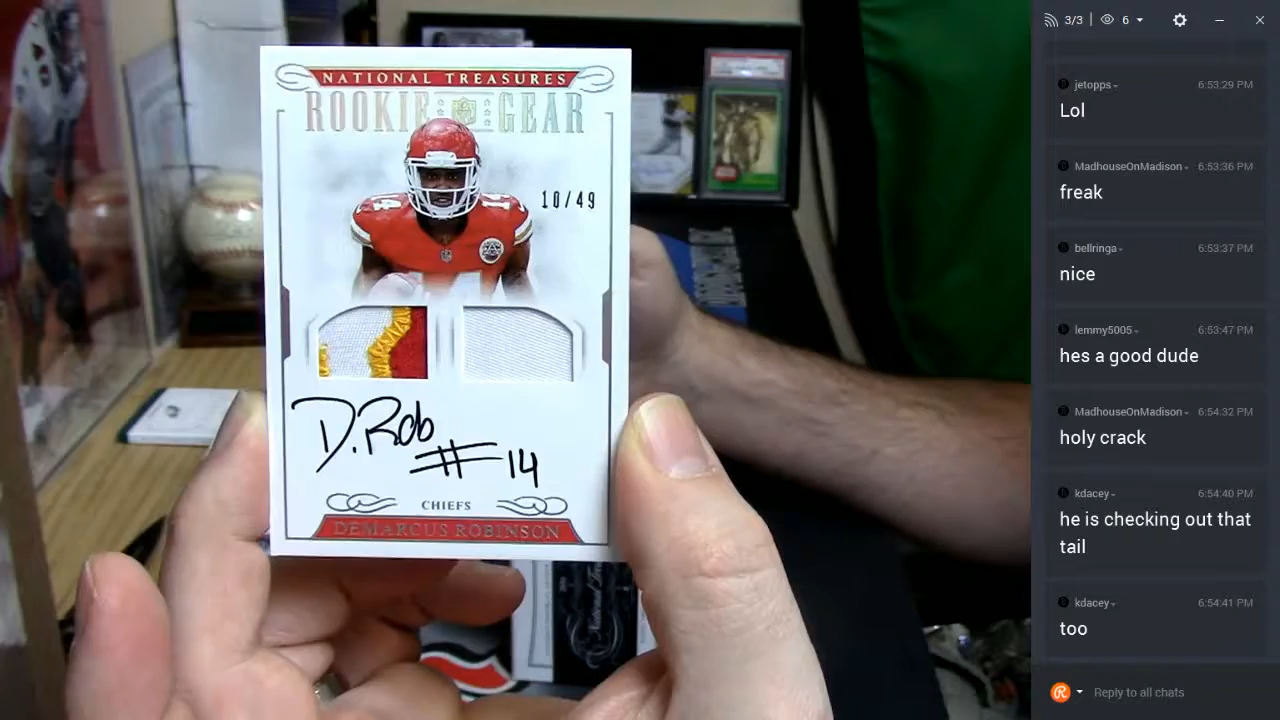 NATIONAL TREASURES
ROOKIE GEAR
10/49
D.Rob
#14
CHIEFS
DEMARCUS ROBINSON
3/3
6
jetopps
6:53:29 PM
Lol
MadhouseOnMadison
6:53:36 PM
freak
bellringa
6:53:37 PM
nice
lemmy5005
6:53:47 PM
hes a good dude
MadhouseOnMadison
6:54:32 PM
holy crack
kdacey
6:54:40 PM
he is checking out that
tail
kdacey
6:54:41 PM
too
Reply to all chats